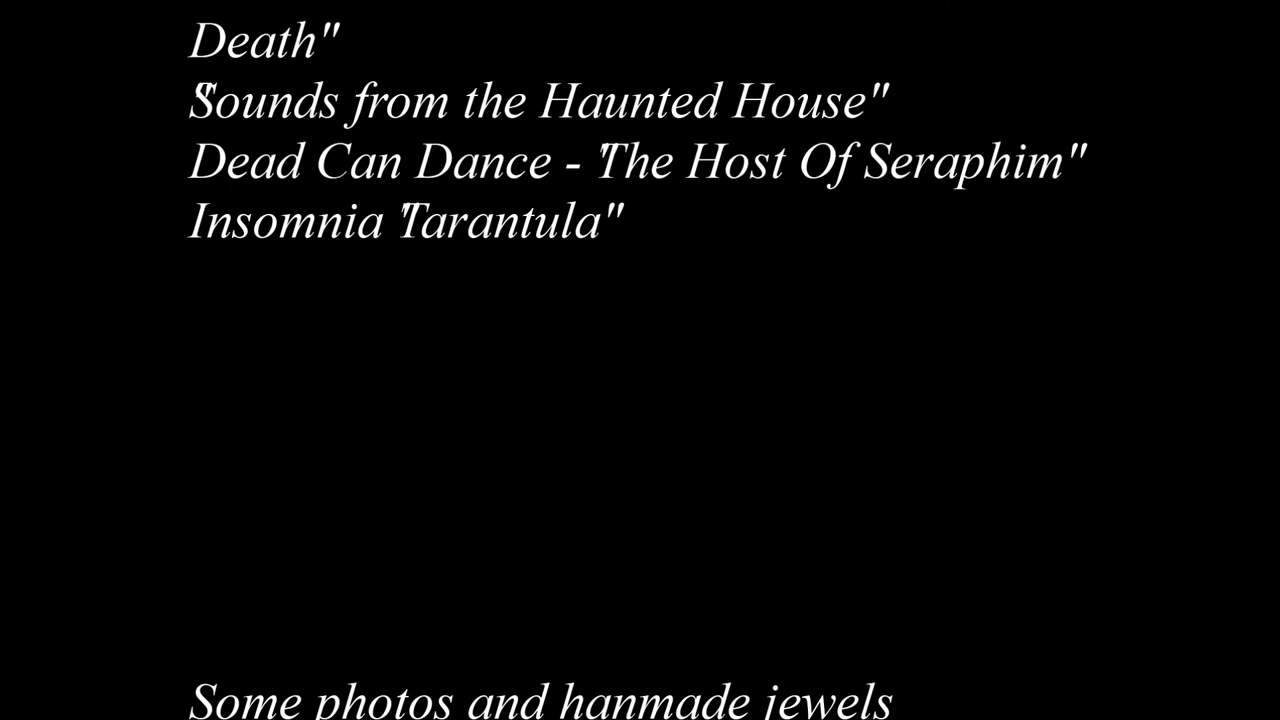 Death"
"Sounds from the Haunted House"
Dead Can Dance - "The Host Of Seraphim"
Insomnia "Tarantula"
Some photos and hanmade jewels